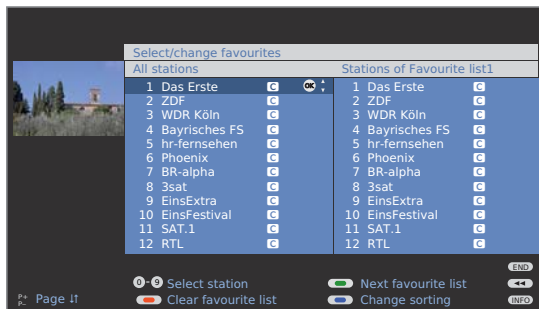 Select/change favourites
All stations Stations of Favourite list1
1 Das Erste C OK 1 Das Erste C
2 ZDF C 2 ZDF C
3 WDR Köln C 3 WDR Köln C
4 Bayrisches FS C 4 Bayrisches FS C
5 hr-fernsehen C 5 hr-fernsehen C
6 Phoenix C 6 Phoenix C
7 BR-alpha C 7 BR-alpha C
8 3sat C 8 3sat C
9 EinsExtra C 9 EinsExtra C
10 EinsFestival C 10 EinsFestival C
11 SAT.1 C 11 SAT.1 C
12 RTL C 12 RTL C
END
0-9 Select station Next favourite list
P+ P- Page Clear favourite list Change sorting INFO